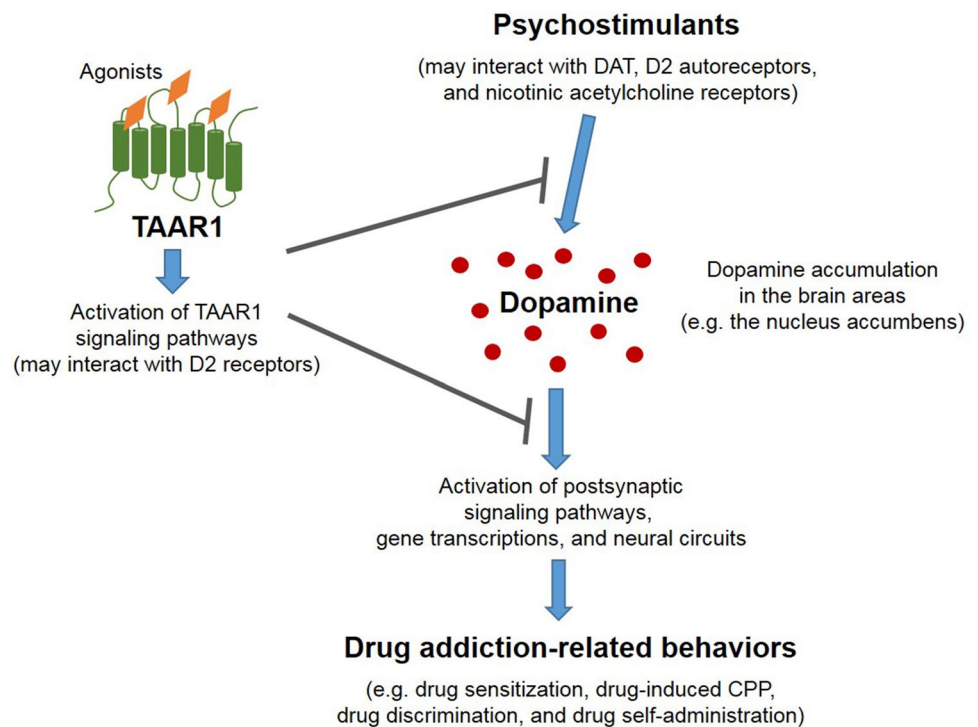 Psychostimulants
(may interact with DAT, D2 autoreceptors,
and nicotinic acetylcholine receptors)
Agonists
TAAR1
Activation of TAAR1
signaling pathways
(may interact with D2 receptors)
Dopamine
Dopamine accumulation
in the brain areas
(e.g. the nucleus accumbens)
Activation of postsynaptic
signaling pathways,
gene transcriptions, and neural circuits
Drug addiction-related behaviors
(e.g. drug sensitization, drug-induced CPP,
drug discrimination, and drug self-administration)